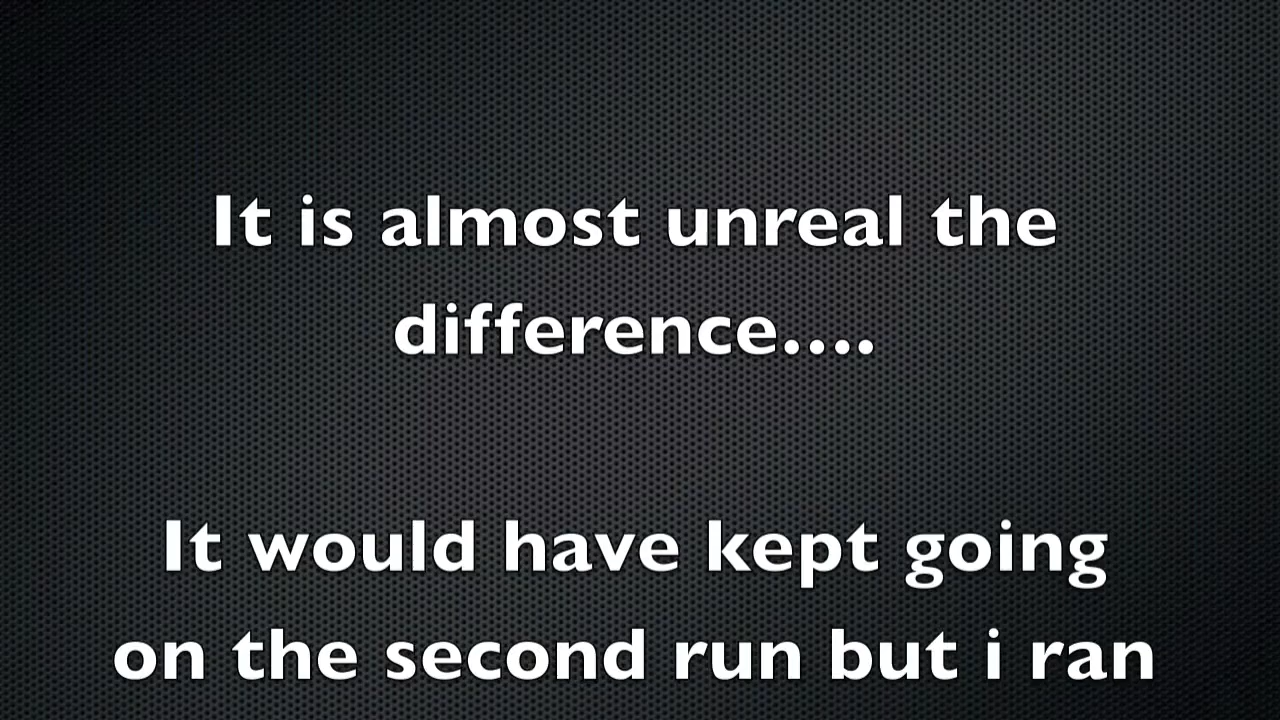 It is almost unreal the
difference....
It would have kept going
on the second run but i ran